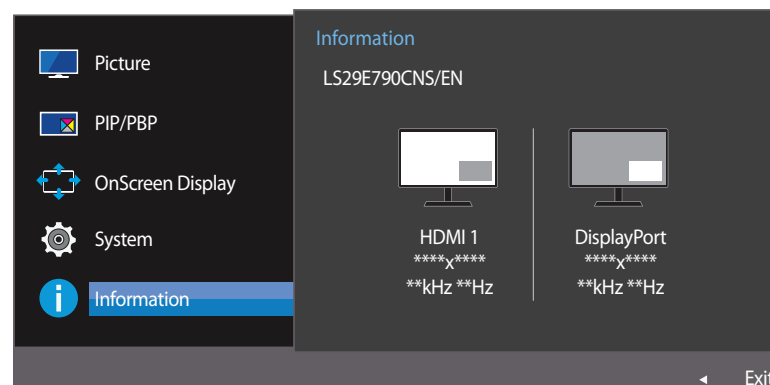 Picture
PIP/PBP
OnScreen Display
System
Information
Information
LS29E790CNS/EN
HDMI 1
****x****
**kHz **Hz
DisplayPort
****x****
**kHz **Hz
Exit